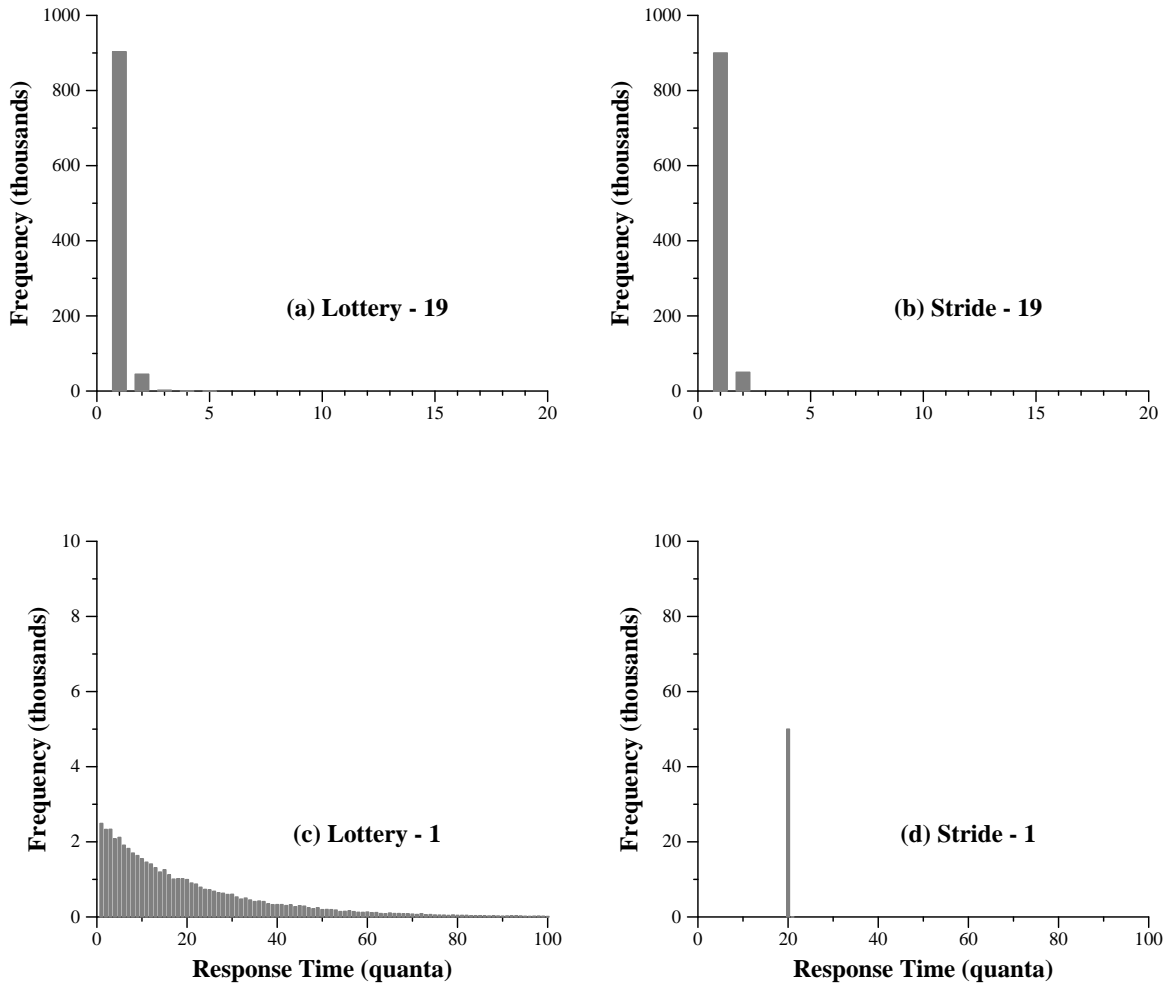 Frequency (thousands)
1000
800
600
400
200
0
0 5 10 15 20
(a) Lottery - 19
Frequency (thousands)
1000
800
600
400
200
0
0 5 10 15 20
(b) Stride - 19
Frequency (thousands)
10
8
6
4
2
0
0 20 40 60 80 100
(c) Lottery - 1
Response Time (quanta)
Frequency (thousands)
100
80
60
40
20
0
0 20 40 60 80 100
(d) Stride - 1
Response Time (quanta)